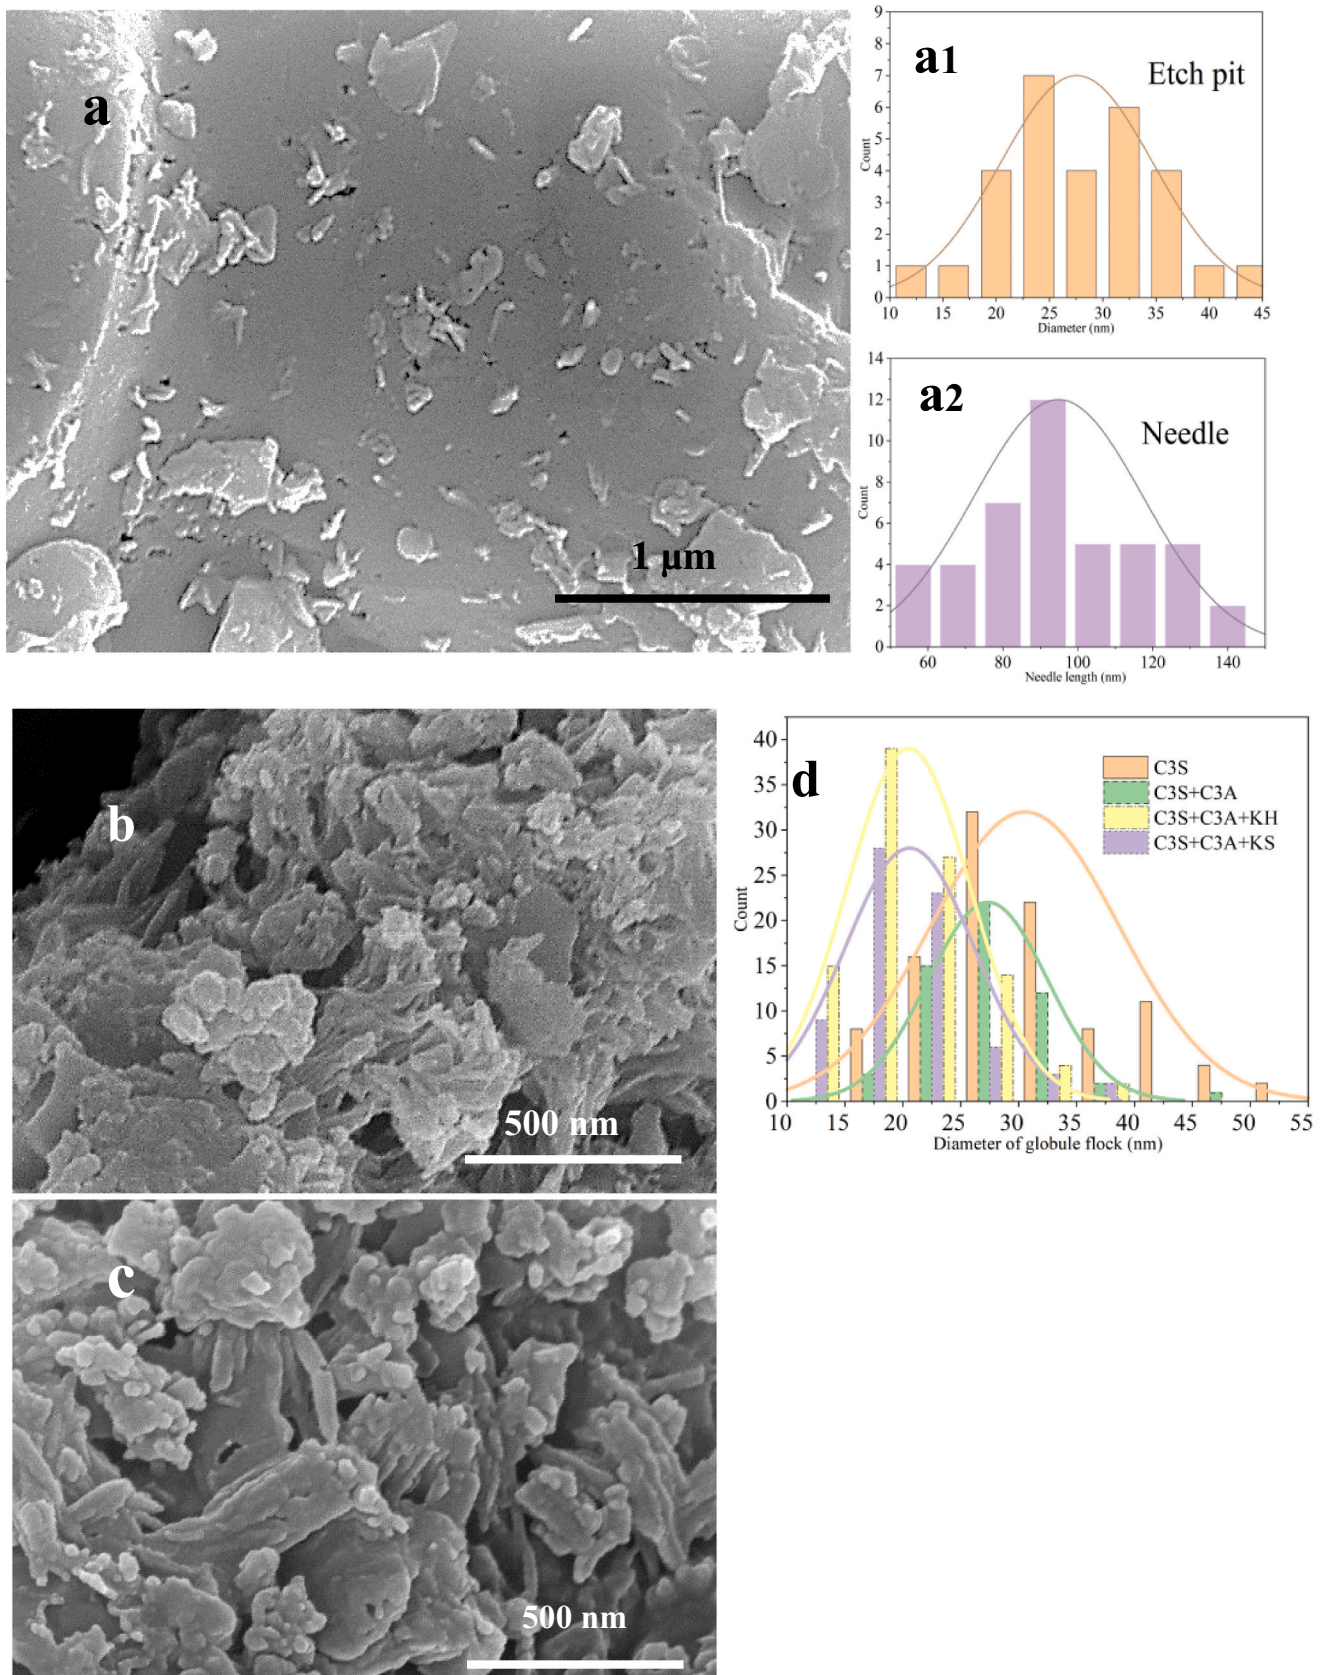 a
1 μm
a1
Etch pit
9
8
7
6
5
4
3
2
1
0
Count
10 15 20 25 30 35 40 45
Diameter (nm)
a2
Needle
14
12
10
8
6
4
2
0
Count
60 80 100 120 140
Needle length (nm)
b
500 nm
d
C3S
C3S+C3A
C3S+C3A+KH
C3S+C3A+KS
40
35
30
25
20
15
10
5
0
Count
10 15 20 25 30 35 40 45 50 55
Diameter of globule flock (nm)
c
500 nm